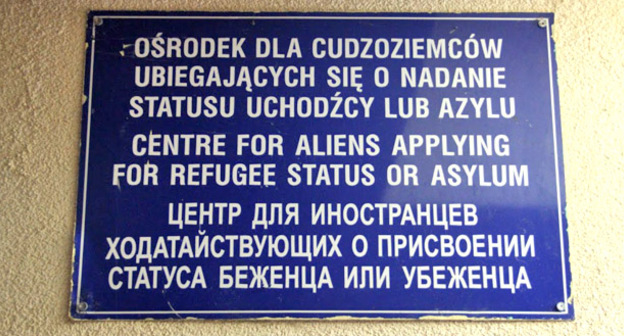 OŚRODEK DLA CUDZOZIEMCÓW
UBIEGAJĄCYCH SIĘ O NADANIE
STATUSU UCHODŹCY LUB AZYLU
CENTRE FOR ALIENS APPLYING
FOR REFUGEE STATUS OR ASYLUM
ЦЕНТР ДЛЯ ИНОСТРАНЦЕВ
ХОДАТАЙСТВУЮЩИХ О ПРИСВОЕНИИ
СТАТУСА БЕЖЕНЦА ИЛИ УБЕЖЕНЦА